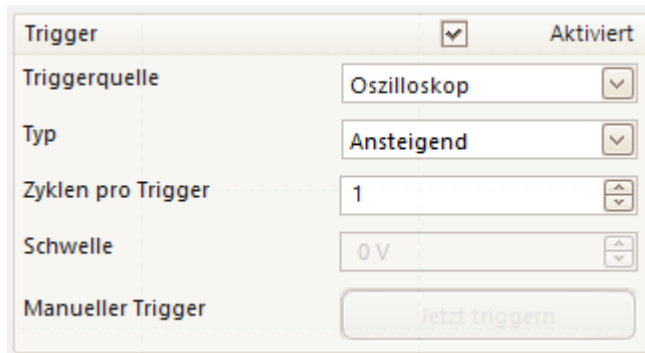 Trigger Aktiviert
Triggerquelle Oszilloskop
Typ Ansteigend
Zyklen pro Trigger 1
Schwelle 0 V
Manueller Trigger Jetzt triggern